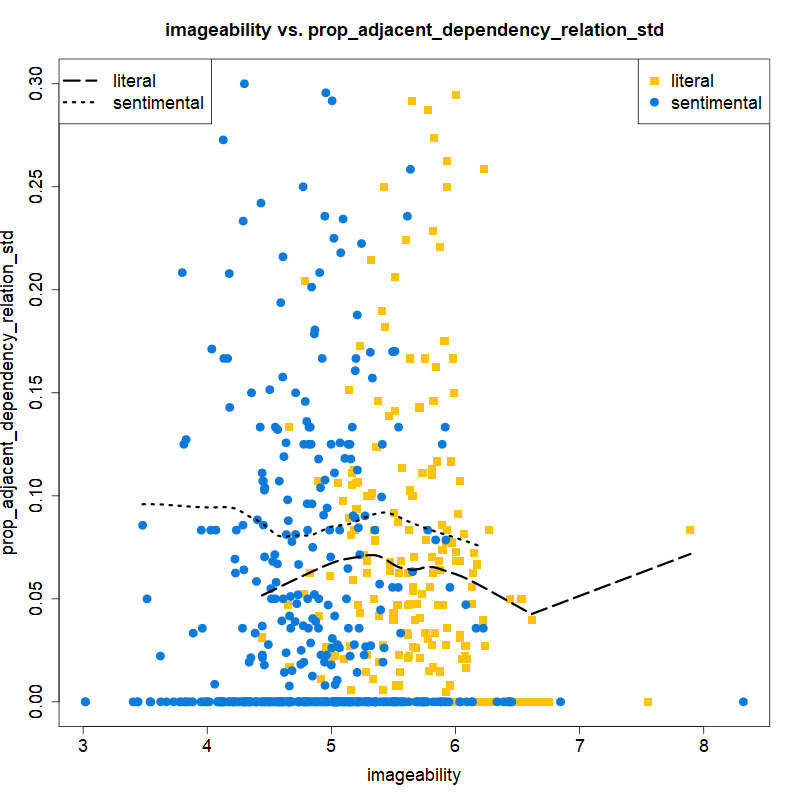 imageability vs. prop_adjacent_dependency_relation_std
literal
sentimental
literal
sentimental
prop_adjacent_dependency_relation_std
0.30
0.25
0.20
0.15
0.10
0.05
0.00
3 4 5 6 7 8
imageability